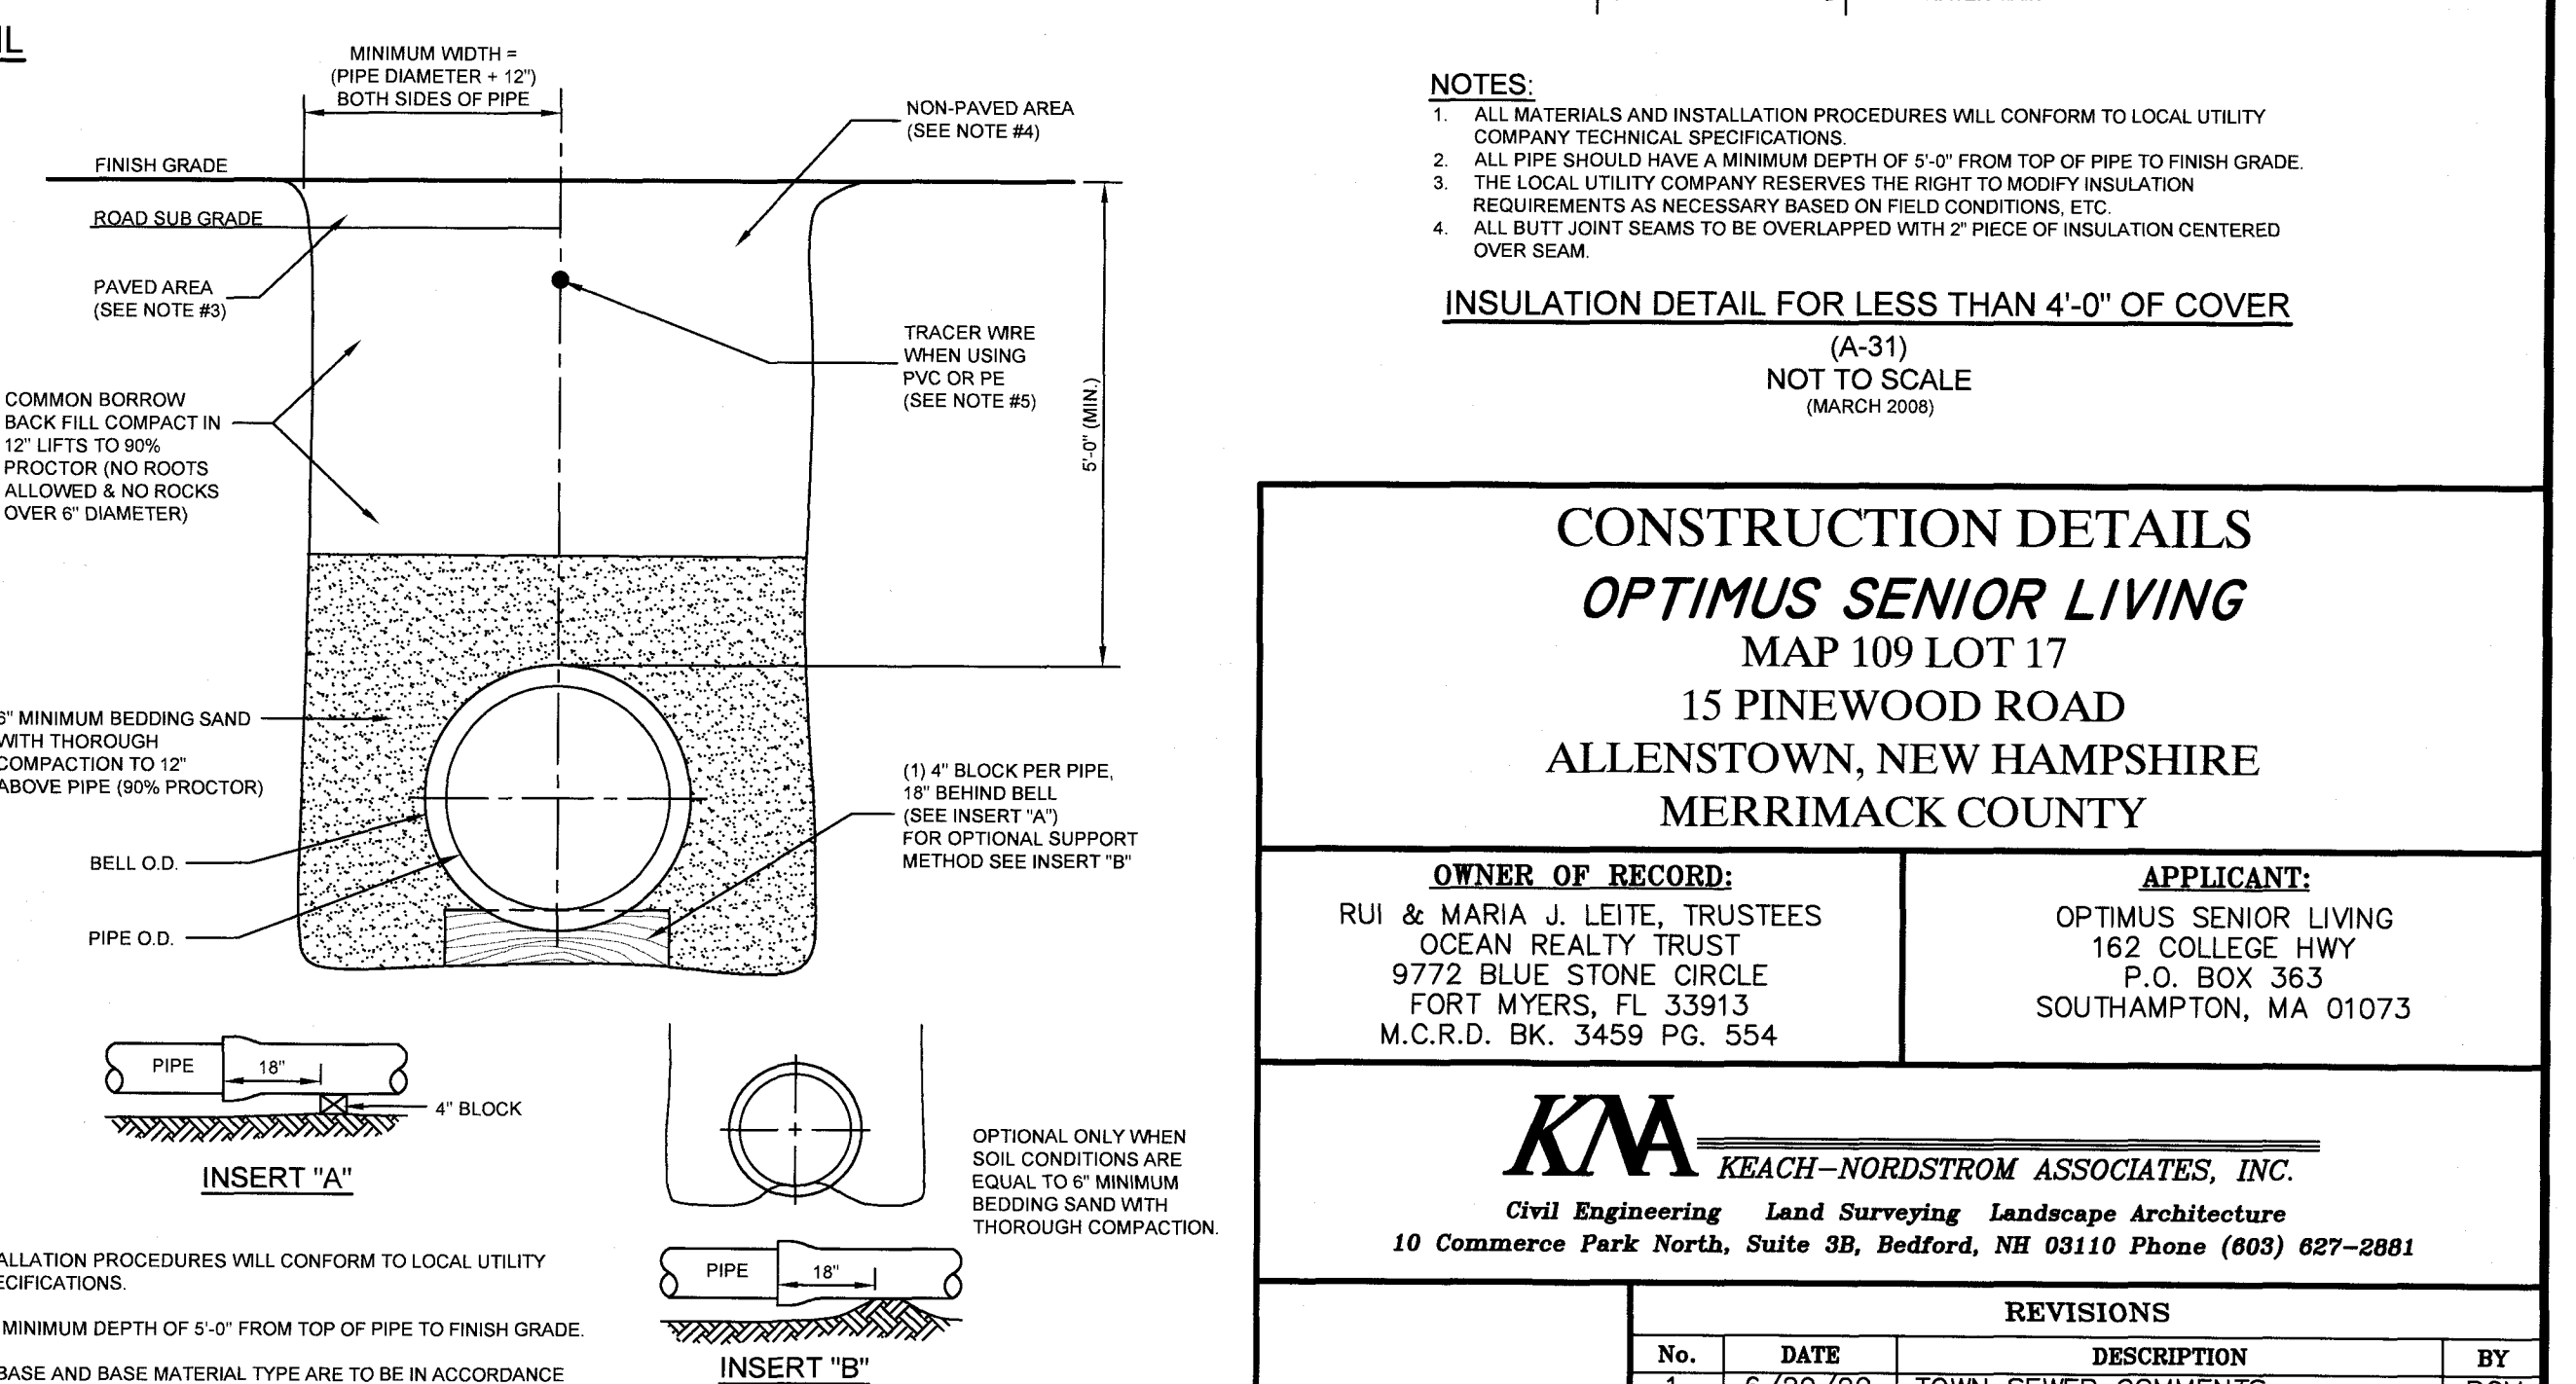 MINIMUM WIDTH =
(PIPE DIAMETER + 12")
BOTH SIDES OF PIPE
NON-PAVED AREA
(SEE NOTE #4)
FINISH GRADE
ROAD SUB GRADE
PAVED AREA
(SEE NOTE #3)
TRACER WIRE
WHEN USING
PVC OR PE
(SEE NOTE #5)
5'-0" (MIN.)
COMMON BORROW
BACK FILL COMPACT IN
12" LIFTS TO 90%
PROCTOR (NO ROOTS
ALLOWED & NO ROCKS
OVER 6" DIAMETER)
6" MINIMUM BEDDING SAND
WITH THOROUGH
COMPACTION TO 12"
ABOVE PIPE (90% PROCTOR)
(1) 4" BLOCK PER PIPE,
18" BEHIND BELL
(SEE INSERT "A")
FOR OPTIONAL SUPPORT
METHOD SEE INSERT "B"
BELL O.D.
PIPE O.D.
PIPE
18"
4" BLOCK
INSERT "A"
OPTIONAL ONLY WHEN
SOIL CONDITIONS ARE
EQUAL TO 6" MINIMUM
BEDDING SAND WITH
THOROUGH COMPACTION.
PIPE
18"
INSERT "B"
ALLATION PROCEDURES WILL CONFORM TO LOCAL UTILITY
ECIFICATIONS.
MINIMUM DEPTH OF 5'-0" FROM TOP OF PIPE TO FINISH GRADE.
BASE AND BASE MATERIAL TYPE ARE TO BE IN ACCORDANCE
NOTES:
1. ALL MATERIALS AND INSTALLATION PROCEDURES WILL CONFORM TO LOCAL UTILITY
COMPANY TECHNICAL SPECIFICATIONS.
2. ALL PIPE SHOULD HAVE A MINIMUM DEPTH OF 5'-0" FROM TOP OF PIPE TO FINISH GRADE.
3. THE LOCAL UTILITY COMPANY RESERVES THE RIGHT TO MODIFY INSULATION
REQUIREMENTS AS NECESSARY BASED ON FIELD CONDITIONS, ETC.
4. ALL BUTT JOINT SEAMS TO BE OVERLAPPED WITH 2" PIECE OF INSULATION CENTERED
OVER SEAM.
INSULATION DETAIL FOR LESS THAN 4'-0" OF COVER
(A-31)
NOT TO SCALE
(MARCH 2008)
CONSTRUCTION DETAILS
OPTIMUS SENIOR LIVING
MAP 109 LOT 17
15 PINEWOOD ROAD
ALLENSTOWN, NEW HAMPSHIRE
MERRIMACK COUNTY
OWNER OF RECORD:
RUI & MARIA J. LEITE, TRUSTEES
OCEAN REALTY TRUST
9772 BLUE STONE CIRCLE
FORT MYERS, FL 33913
M.C.R.D. BK. 3459 PG. 554
APPLICANT:
OPTIMUS SENIOR LIVING
162 COLLEGE HWY
P.O. BOX 363
SOUTHAMPTON, MA 01073
KNA
KEACH-NORDSTROM ASSOCIATES, INC.
Civil Engineering Land Surveying Landscape Architecture
10 Commerce Park North, Suite 3B, Bedford, NH 03110 Phone (603) 627-2881
REVISIONS
No. DATE DESCRIPTION BY
TOWN SEWER COMMENTS